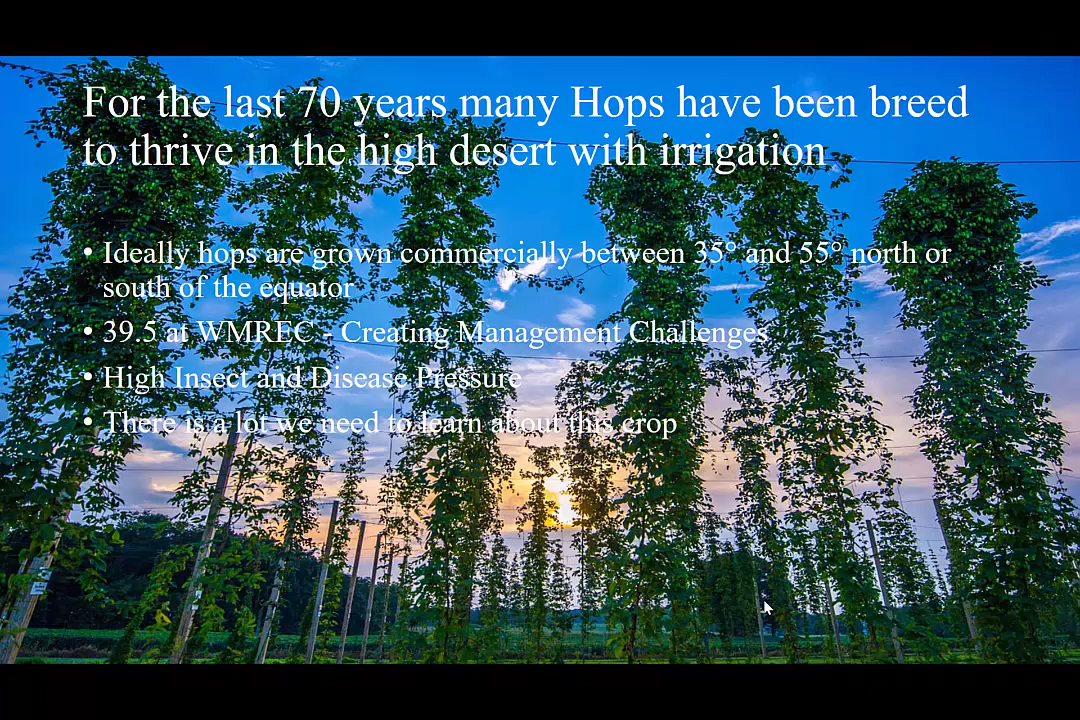 For the last 70 years many Hops have been breed
to thrive in the high desert with irrigation
• Ideally hops are grown commercially between 35° and 55° north or
south of the equator
• 39.5 at WMREC - Creating Management Challenges
• High Insect and Disease Pressure
• There is a lot we need to learn about this crop